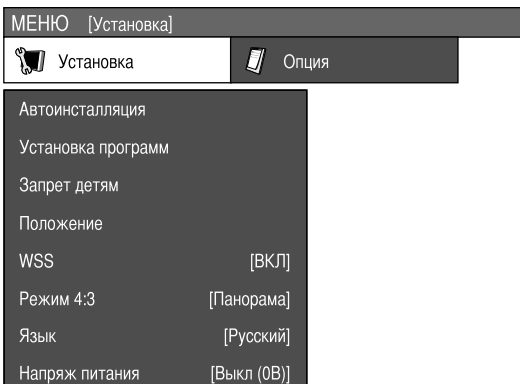 МЕНЮ [Установка]
Установка Опция
Автоинсталляция
Установка программ
Запрет детям
Положение
WSS [ВКЛ]
Режим 4:3 [Панорама]
Язык [Русский]
Напряж питания [Выкл (0В)]